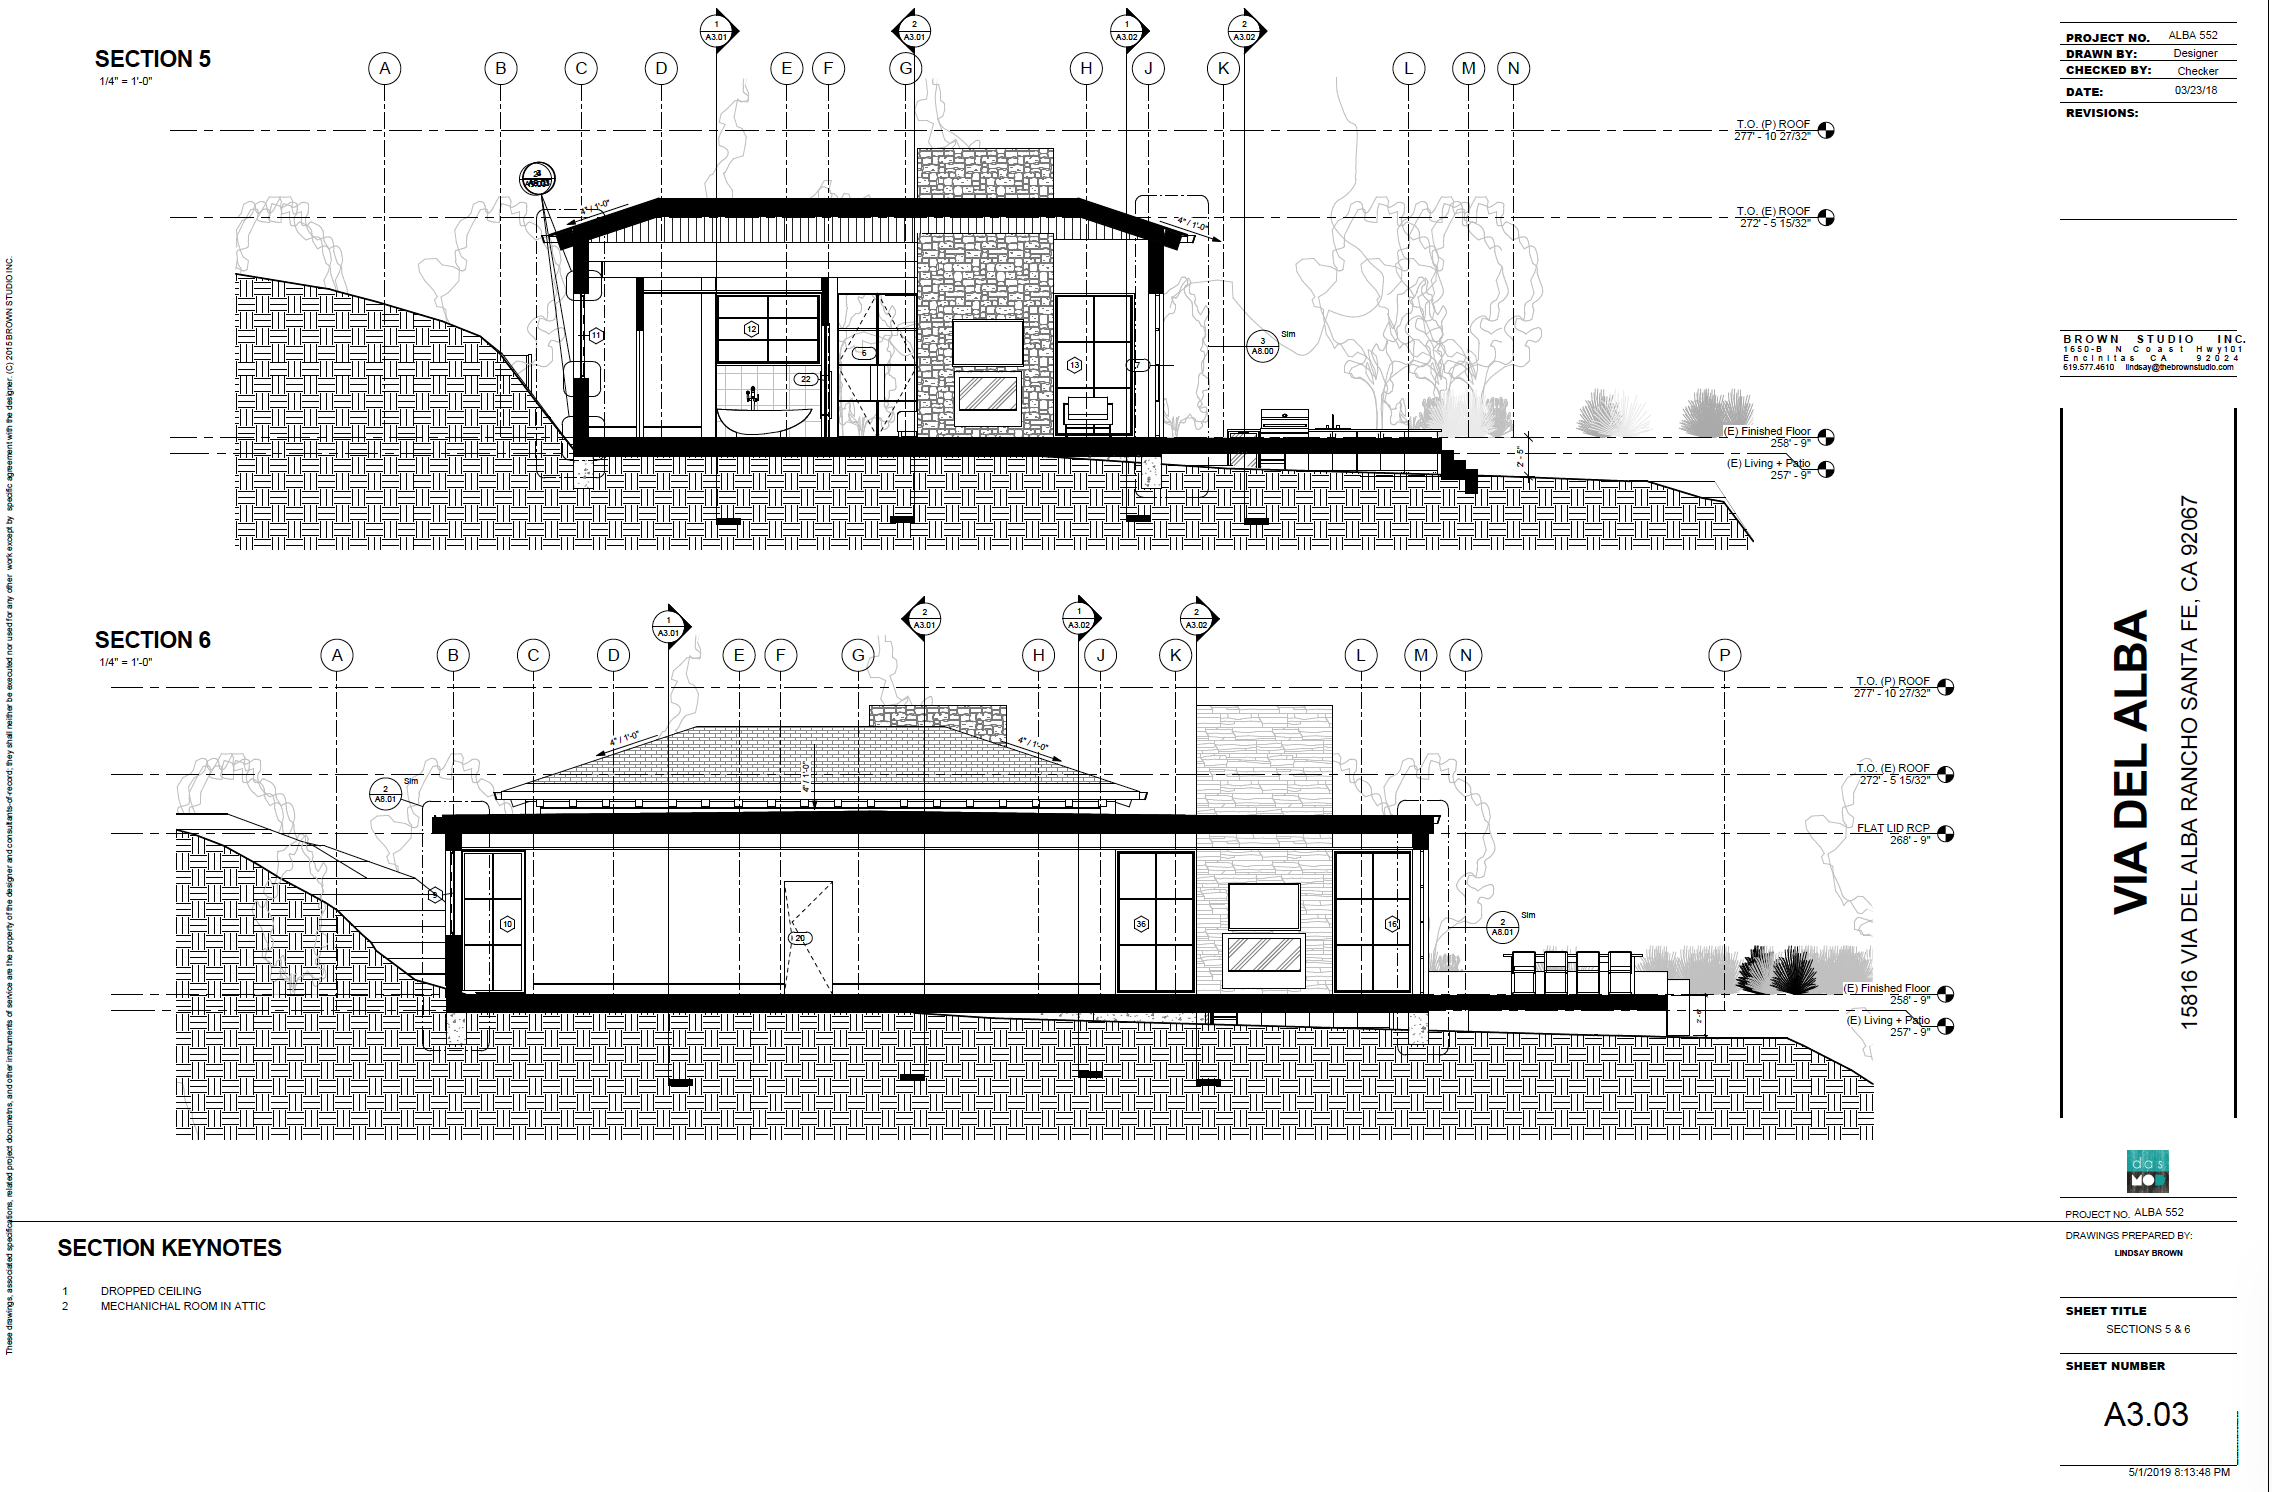 SECTION 5
1/4" = 1'-0"
1
A3.01
2
A3.01
1
A3.02
2
A3.02
A
B
C
D
E
F
G
H
J
K
L
M
N
T.O. (P) ROOF
277' - 10 27/32"
T.O. (E) ROOF
272' - 5 15/32"
4" / 1'-0"
4" / 1'-0"
11
12
22
6
13
7
3
A8.00
Sim
(E) Finished Floor
258' - 9"
(E) Living + Patio
257' - 9"
2' - 5"
SECTION 6
1/4" = 1'-0"
1
A3.01
2
A3.01
1
A3.02
2
A3.02
A
B
C
D
E
F
G
H
J
K
L
M
N
P
T.O. (P) ROOF
277' - 10 27/32"
T.O. (E) ROOF
272' - 5 15/32"
FLAT LID RCP
268' - 9"
4" / 1'-0"
4" / 1'-0"
4" / 1'-0"
2
A8.01
Sim
9
10
20
36
16
2
A8.01
Sim
(E) Finished Floor
258' - 9"
(E) Living + Patio
257' - 9"
SECTION KEYNOTES
1 DROPPED CEILING
2 MECHANICHAL ROOM IN ATTIC
These drawings, associated specifications, related project documetns, and other instruments of service are the property of the designer and consultants-of-record; they shall neither be executed nor used for any other work except by specific agreement with the designer. (C) 2015 BROWN STUDIO INC.
PROJECT NO. ALBA 552
DRAWN BY: Designer
CHECKED BY: Checker
DATE: 03/23/18
REVISIONS:
BROWN STUDIO INC.
1650-B N Coast Hwy101
Encinitas CA 92024
619.577.4610 lindsay@thebrownstudio.com
VIA DEL ALBA
15816 VIA DEL ALBA RANCHO SANTA FE, CA 92067
das
MOD
PROJECT NO. ALBA 552
DRAWINGS PREPARED BY:
LINDSAY BROWN
SHEET TITLE
SECTIONS 5 & 6
SHEET NUMBER
A3.03
5/1/2019 8:13:48 PM